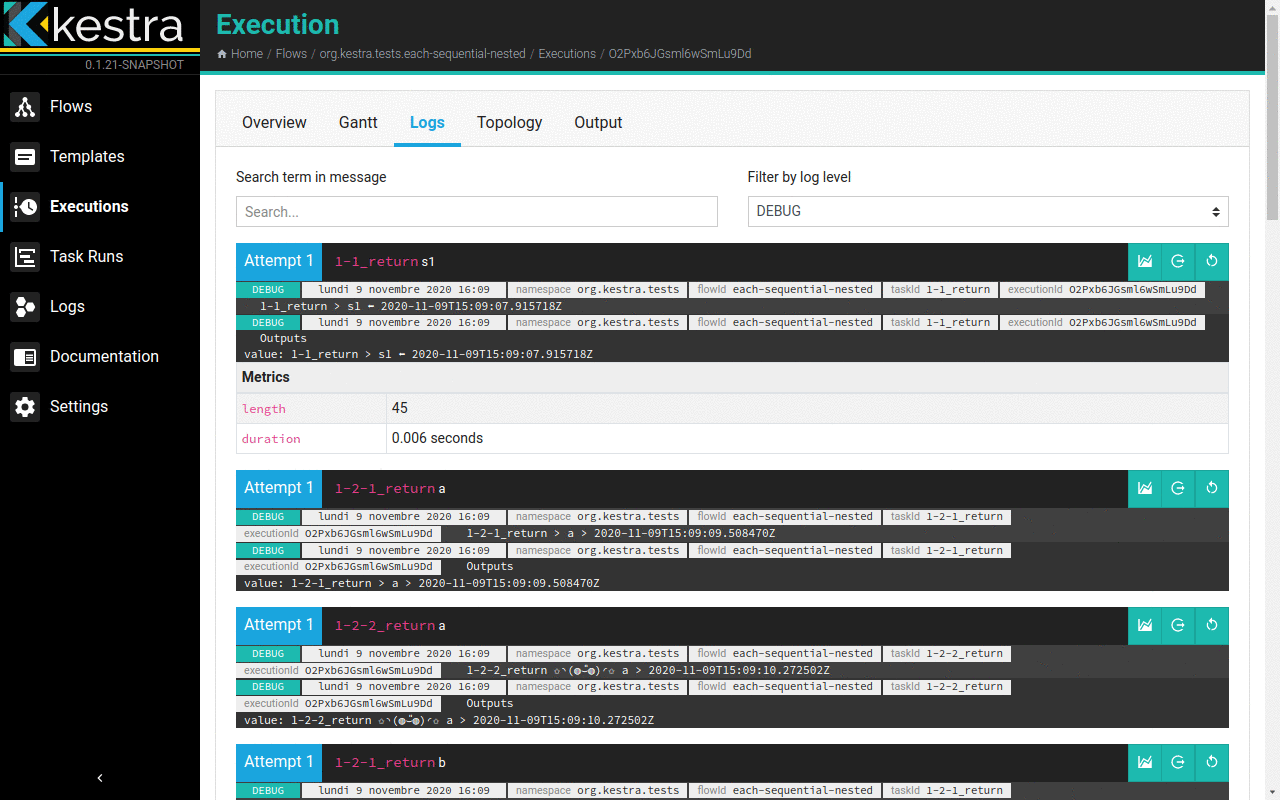 kestra
0.1.21-SNAPSHOT
Flows
Templates
Executions
Task Runs
Logs
Documentation
Settings
Execution
Home / Flows / org.kestra.tests.each-sequential-nested / Executions / O2Pxb6JGsml6wSmLu9Dd
Overview Gantt Logs Topology Output
Search term in message Filter by log level
Search... DEBUG
Attempt 1 1-1_return s1
DEBUG lundi 9 novembre 2020 16:09 namespace org.kestra.tests flowId each-sequential-nested taskId 1-1_return executionId O2Pxb6JGsml6wSmLu9Dd
1-1_return > s1 ⬅ 2020-11-09T15:09:07.915718Z
DEBUG lundi 9 novembre 2020 16:09 namespace org.kestra.tests flowId each-sequential-nested taskId 1-1_return executionId O2Pxb6JGsml6wSmLu9Dd
Outputs
value: 1-1_return > s1 ⬅ 2020-11-09T15:09:07.915718Z
Metrics
length 45
duration 0.006 seconds
Attempt 1 1-2-1_return a
DEBUG lundi 9 novembre 2020 16:09 namespace org.kestra.tests flowId each-sequential-nested taskId 1-2-1_return
executionId O2Pxb6JGsml6wSmLu9Dd 1-2-1_return > a > 2020-11-09T15:09:09.508470Z
DEBUG lundi 9 novembre 2020 16:09 namespace org.kestra.tests flowId each-sequential-nested taskId 1-2-1_return
executionId O2Pxb6JGsml6wSmLu9Dd Outputs
value: 1-2-1_return > a > 2020-11-09T15:09:09.508470Z
Attempt 1 1-2-2_return a
DEBUG lundi 9 novembre 2020 16:09 namespace org.kestra.tests flowId each-sequential-nested taskId 1-2-2_return
executionId O2Pxb6JGsml6wSmLu9Dd 1-2-2_return a > 2020-11-09T15:09:10.272502Z
DEBUG lundi 9 novembre 2020 16:09 namespace org.kestra.tests flowId each-sequential-nested taskId 1-2-2_return
executionId O2Pxb6JGsml6wSmLu9Dd Outputs
value: 1-2-2_return a > 2020-11-09T15:09:10.272502Z
Attempt 1 1-2-1_return b
DEBUG lundi 9 novembre 2020 16:09 namespace org.kestra.tests flowId each-sequential-nested taskId 1-2-1_return